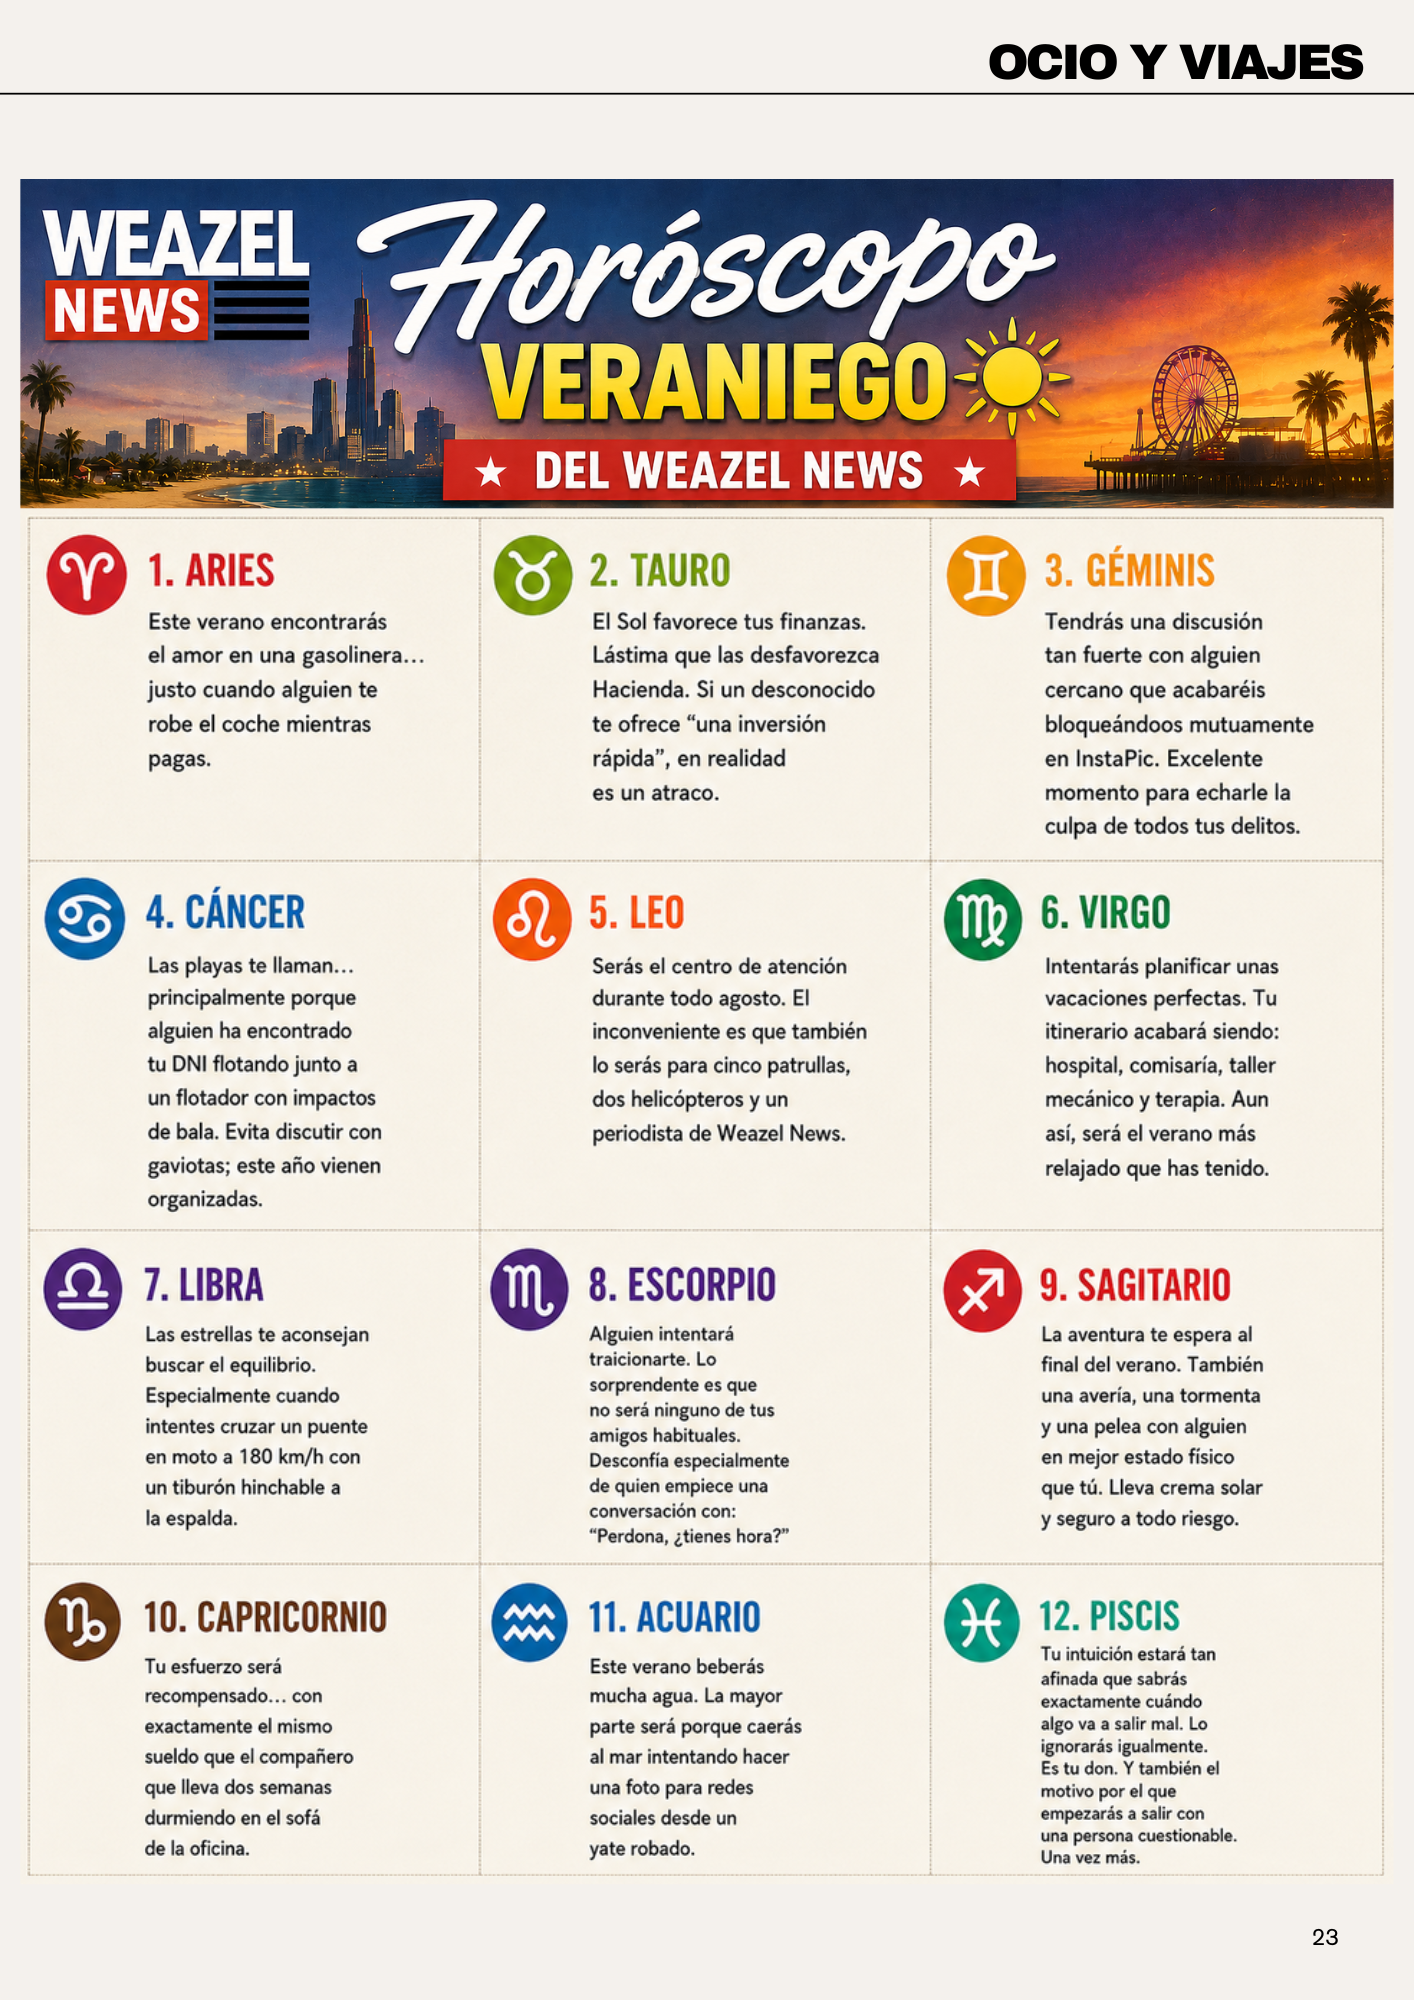 OCIO Y VIAJES
WEAZEL
NEWS
Horóscopo
VERANIEGO
DEL WEAZEL NEWS
1. ARIES
Este verano encontrarás
el amor en una gasolinera...
justo cuando alguien te
robe el coche mientras
pagas.
2. TAURO
El Sol favorece tus finanzas.
Lástima que las desfavorezca
Hacienda. Si un desconocido
te ofrece “una inversión
rápida”, en realidad
es un atraco.
3. GÉMINIS
Tendrás una discusión
tan fuerte con alguien
cercano que acabaréis
bloqueándoos mutuamente
en InstaPic. Excelente
momento para echarle la
culpa de todos tus delitos.
4. CÁNCER
Las playas te llaman...
principalmente porque
alguien ha encontrado
tu DNI flotando junto a
un flotador con impactos
de bala. Evita discutir con
gaviotas; este año vienen
organizadas.
5. LEO
Serás el centro de atención
durante todo agosto. El
inconveniente es que también
lo serás para cinco patrullas,
dos helicópteros y un
periodista de Weazel News.
6. VIRGO
Intentarás planificar unas
vacaciones perfectas. Tu
itinerario acabará siendo:
hospital, comisaría, taller
mecánico y terapia. Aun
así, será el verano más
relajado que has tenido.
7. LIBRA
Las estrellas te aconsejan
buscar el equilibrio.
Especialmente cuando
intentes cruzar un puente
en moto a 180 km/h con
un tiburón hinchable a
la espalda.
8. ESCORPIO
Alguien intentará
traicionarte. Lo
sorprendente es que
no será ninguno de tus
amigos habituales.
Desconfía especialmente
de quien empiece una
conversación con:
“Perdona, ¿tienes hora?”
9. SAGITARIO
La aventura te espera al
final del verano. También
una avería, una tormenta
y una pelea con alguien
en mejor estado físico
que tú. Lleva crema solar
y seguro a todo riesgo.
10. CAPRICORNIO
Tu esfuerzo será
recompensado... con
exactamente el mismo
sueldo que el compañero
que lleva dos semanas
durmiendo en el sofá
de la oficina.
11. ACUARIO
Este verano beberás
mucha agua. La mayor
parte será porque caerás
al mar intentando hacer
una foto para redes
sociales desde un
yate robado.
12. PISCIS
Tu intuición estará tan
afinada que sabrás
exactamente cuándo
algo va a salir mal. Lo
ignorarás igualmente.
Es tu don. Y también el
motivo por el que
empezarás a salir con
una persona cuestionable.
Una vez más.
23